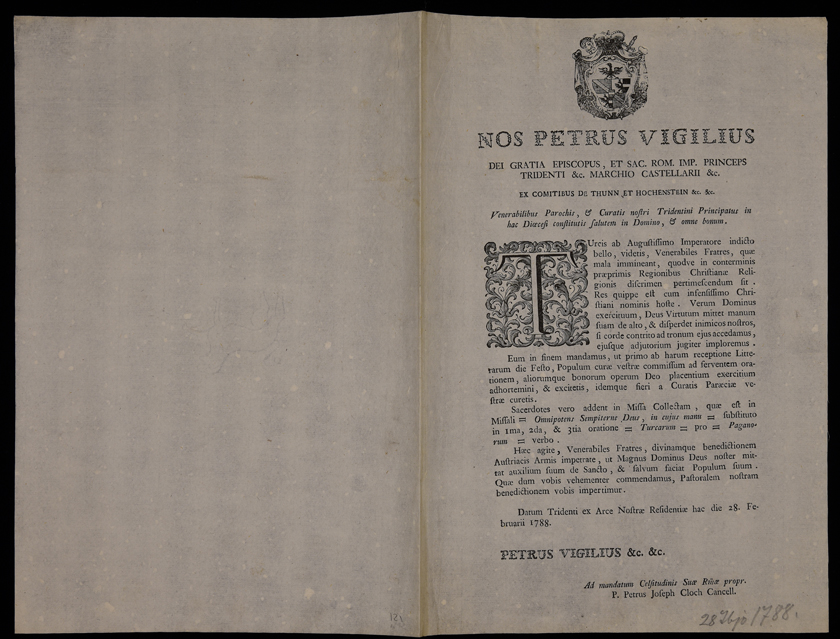 NOS PETRUS VIGILIUS
DEI GRATIA EPISCOPUS, ET SAC. ROM. IMP. PRINCEPS
TRIDENTI &c. MARCHIO CASTELLARII &c.
EX COMITIBUS DE THUNN ET HOCHENSTEIN &c. &c.
Venerabilibus Parochis, & Curatis noſtri Tridentini Principatus in
hac Diœceſi conſtitutis ſalutem in Domino, & omne bonum.
TUrcis ab Auguſtiſſimo Imperatore indicto
bello, videtis, Venerabiles Fratres, quæ
mala immineant, quodve in conterminis
præprimis Regionibus Chriſtianæ Reli-
gionis diſcrimen pertimeſcendum ſit.
Res quippe eſt cum infenſiſſimo Chri-
ſtiani nominis hoſte. Verum Dominus
exercituum, Deus Virtutum mittet manum
ſuam de alto, & diſperdet inimicos noſtros,
ſi corde contrito ad tronum ejus accedamus,
ejuſque adjutorium jugiter imploremus.
Eum in finem mandamus, ut primo ab harum receptione Litte-
rarum die Feſto, Populum curæ veſtræ commiſſum ad ferventem ora-
tionem, aliorumque bonorum operum Deo placentium exercitium
adhortemini, & excitetis, idemque fieri a Curatis Parœciæ ve-
ſtræ curetis.
Sacerdotes vero addent in Miſſa Collectam, quæ eſt in
Miſſali = Omnipotens Sempiterne Deus, in cujus manu = ſubſtituto
in 1ma, 2da, & 3tia oratione = Turcarum = pro = Pagano-
rum = verbo.
Hæc agite, Venerabiles Fratres, divinamque benedictionem
Auſtriacis Armis impetrate, ut Magnus Dominus Deus noſter mit-
tat auxilium ſuum de Sancto, & ſalvum faciat Populum ſuum.
Quæ dum vobis vehementer commendamus, Paſtoralem noſtram
benedictionem vobis impertimur.
Datum Tridenti ex Arce Noſtræ Reſidentiæ hac die 28. Fe-
bruarii 1788.
PETRUS VIGILIUS &c. &c.
Ad mandatum Celſitudinis Suæ Rmæ propr.
P. Petrus Joſeph Cloch Cancell.
1788.